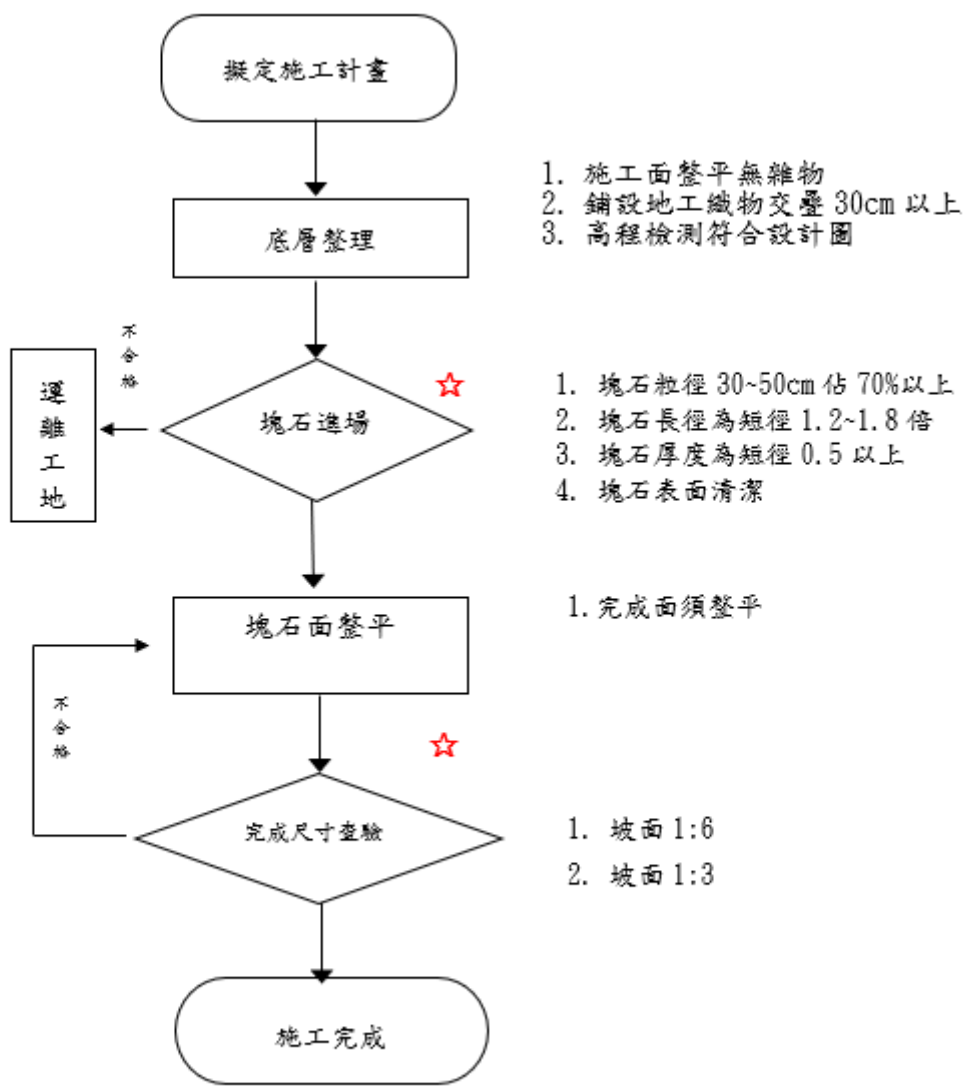 擬定施工計畫
1. 施工面整平無雜物
2. 鋪設地工織物交疊 30cm 以上
3. 高程檢測符合設計圖
底層整理
不合格
運離工地
塊石進場
1. 塊石粒徑 30~50cm 佔 70%以上
2. 塊石長徑為短徑 1.2~1.8 倍
3. 塊石厚度為短徑 0.5 以上
4. 塊石表面清潔
塊石面整平
1.完成面須整平
不合格
完成尺寸查驗
1. 坡面 1:6
2. 坡面 1:3
施工完成